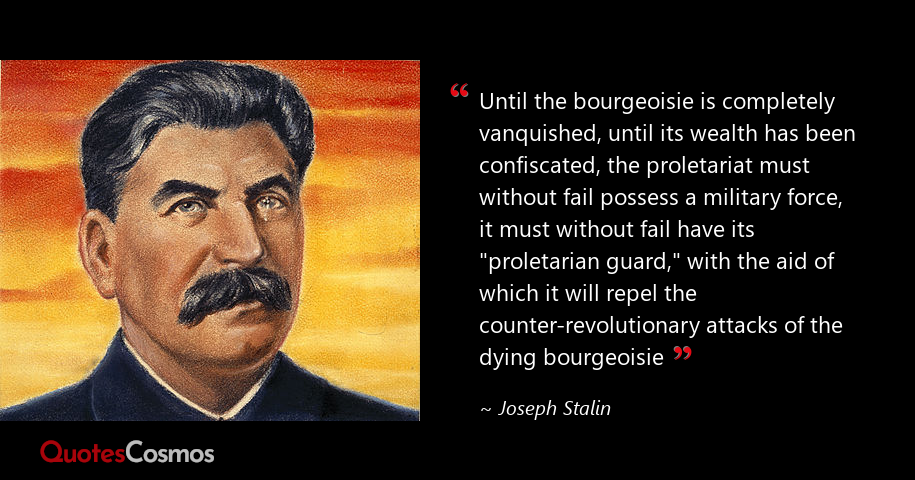 “ Until the bourgeoisie is completely
vanquished, until its wealth has been
confiscated, the proletariat must
without fail possess a military force,
it must without fail have its
"proletarian guard," with the aid of
which it will repel the
counter-revolutionary attacks of the
dying bourgeoisie ”
~ Joseph Stalin
QuotesCosmos